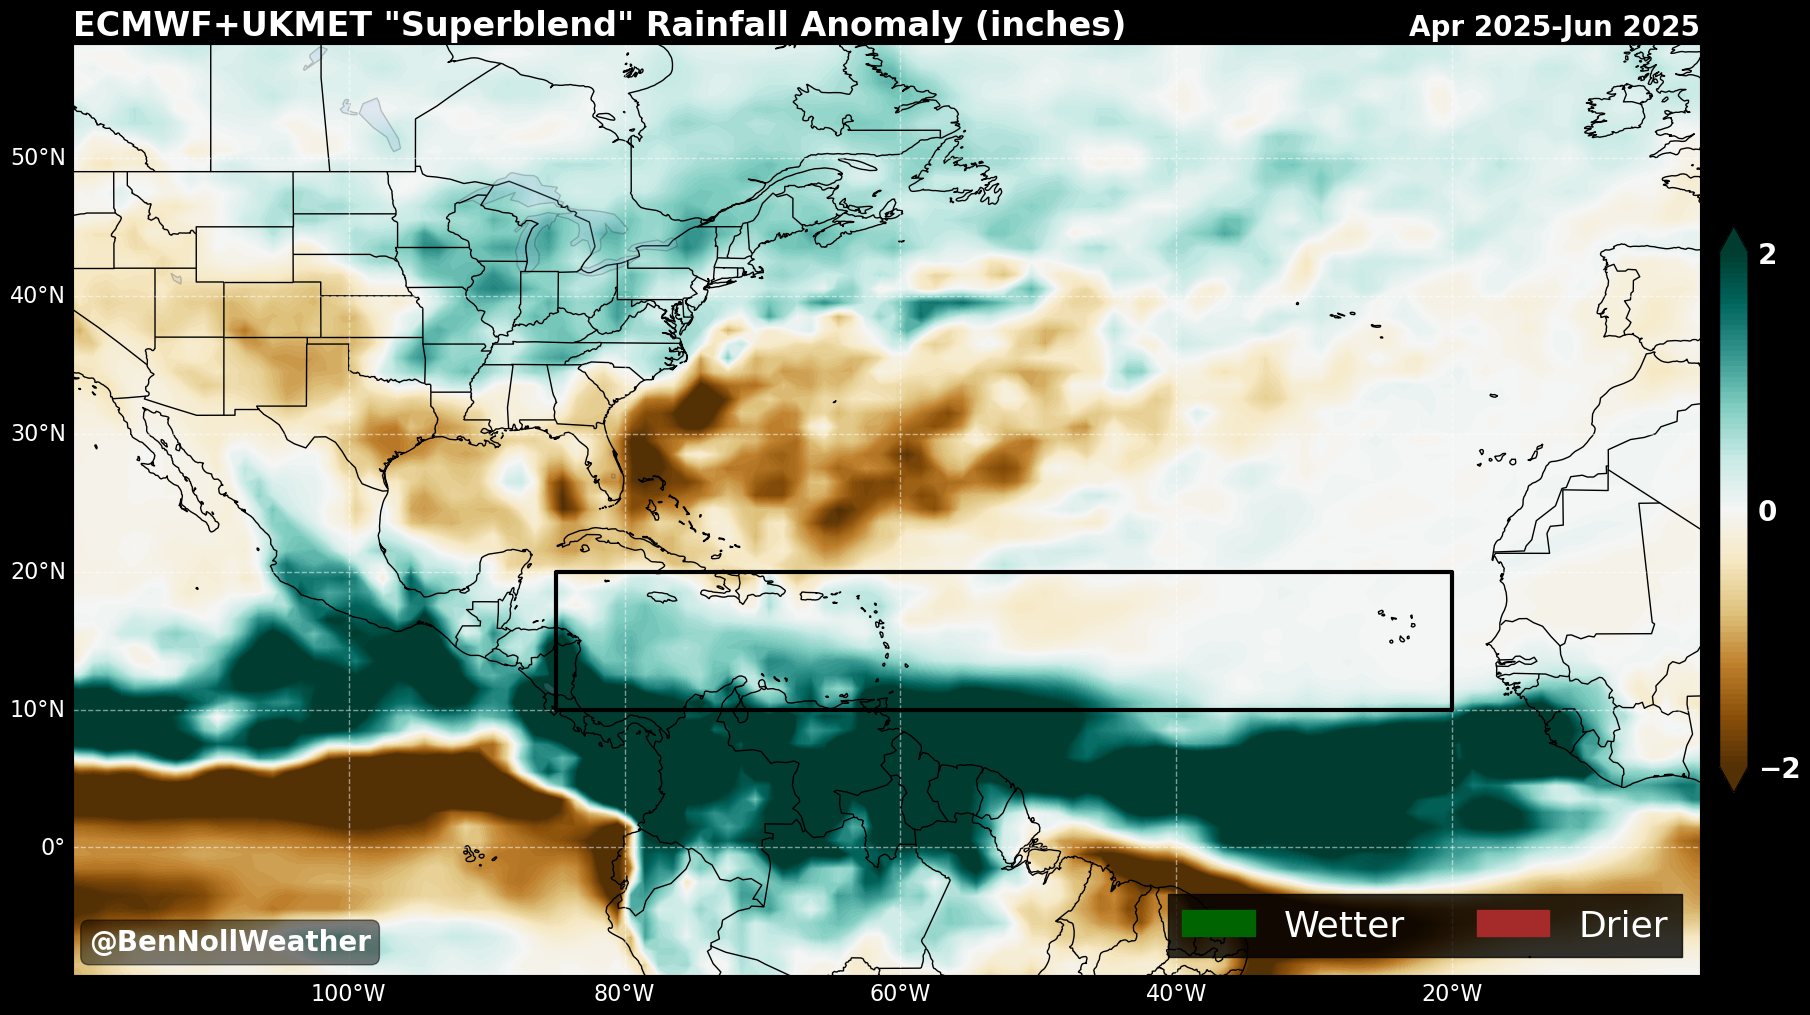 ECMWF+UKMET "Superblend" Rainfall Anomaly (inches)
Apr 2025-Jun 2025
50°N
40°N
30°N
20°N
10°N
0°
2
0
−2
@BenNollWeather
Wetter
Drier
100°W
80°W
60°W
40°W
20°W